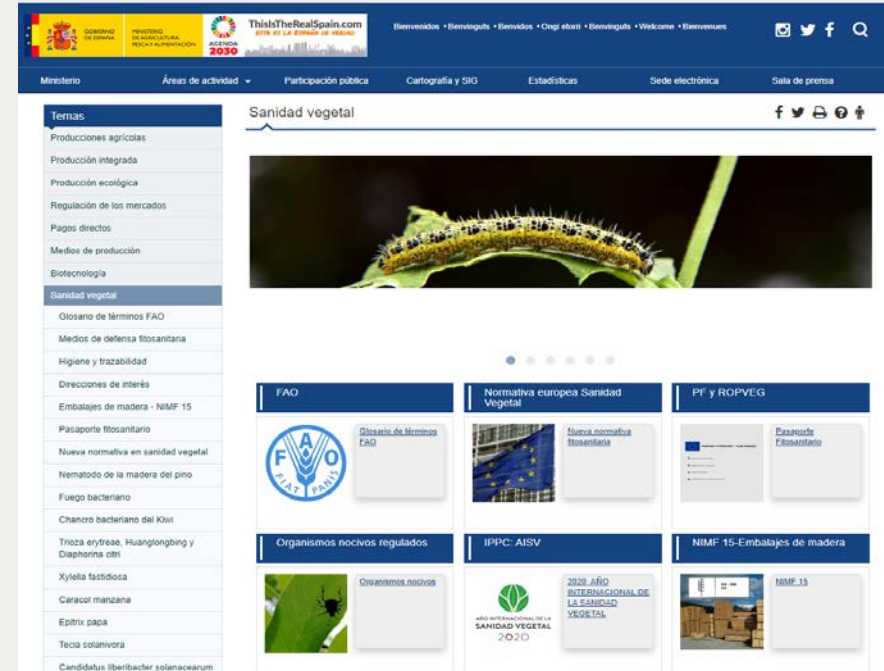 GOBIERNO
DE ESPAÑA
MINISTERIO
DE AGRICULTURA,
PESCA Y ALIMENTACIÓN
AGENDA
2030
ThisIsTheRealSpain.com
ESTA ES LA ESPAÑA DE VERDAD
Bienvenidos • Benvinguts • Benvidos • Ongi etorri • Benvinguts • Welcome • Bienvenues
Ministerio
Áreas de actividad
Participación pública
Cartografía y SIG
Estadísticas
Sede electrónica
Sala de prensa
Temas
Producciones agrícolas
Producción integrada
Producción ecológica
Regulación de los mercados
Pagos directos
Medios de producción
Biotecnología
Sanidad vegetal
Glosario de términos FAO
Medios de defensa fitosanitaria
Higiene y trazabilidad
Direcciones de interés
Embalajes de madera - NIMF 15
Pasaporte fitosanitario
Nueva normativa en sanidad vegetal
Nematodo de la madera del pino
Fuego bacteriano
Chancro bacteriano del Kiwi
Trioza erytreae, Huanglongbing y
Diaphorina citri
Xylella fastidiosa
Caracol manzana
Epitrix papa
Tecia solanivora
Candidatus liberibacter solanacearum
Sanidad vegetal
FAO
FAO
FIAT PANIS
Glosario de términos
FAO
Normativa europea Sanidad
Vegetal
Nueva normativa
fitosanitaria
PF y ROPVEG
Pasaporte
Fitosanitario
Organismos nocivos regulados
Organismos nocivos
IPPC: AISV
AÑO INTERNACIONAL DE LA
SANIDAD VEGETAL
2020
2020, AÑO
INTERNACIONAL DE
LA SANIDAD
VEGETAL
NIMF 15-Embalajes de madera
NIMF 15